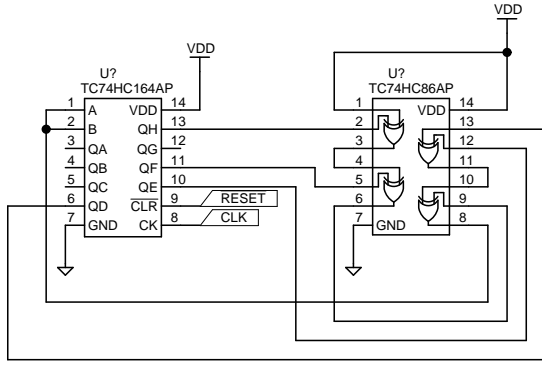 VDD
VDD
U?
TC74HC164AP
U?
TC74HC86AP
1 A VDD 14
2 B QH 13
3 QA QG 12
4 QB QF 11
5 QC QE 10
6 QD CLR 9 RESET
7 GND CK 8 CLK
1 VDD 14
2 13
3 12
4 11
5 10
6 9
7 GND 8